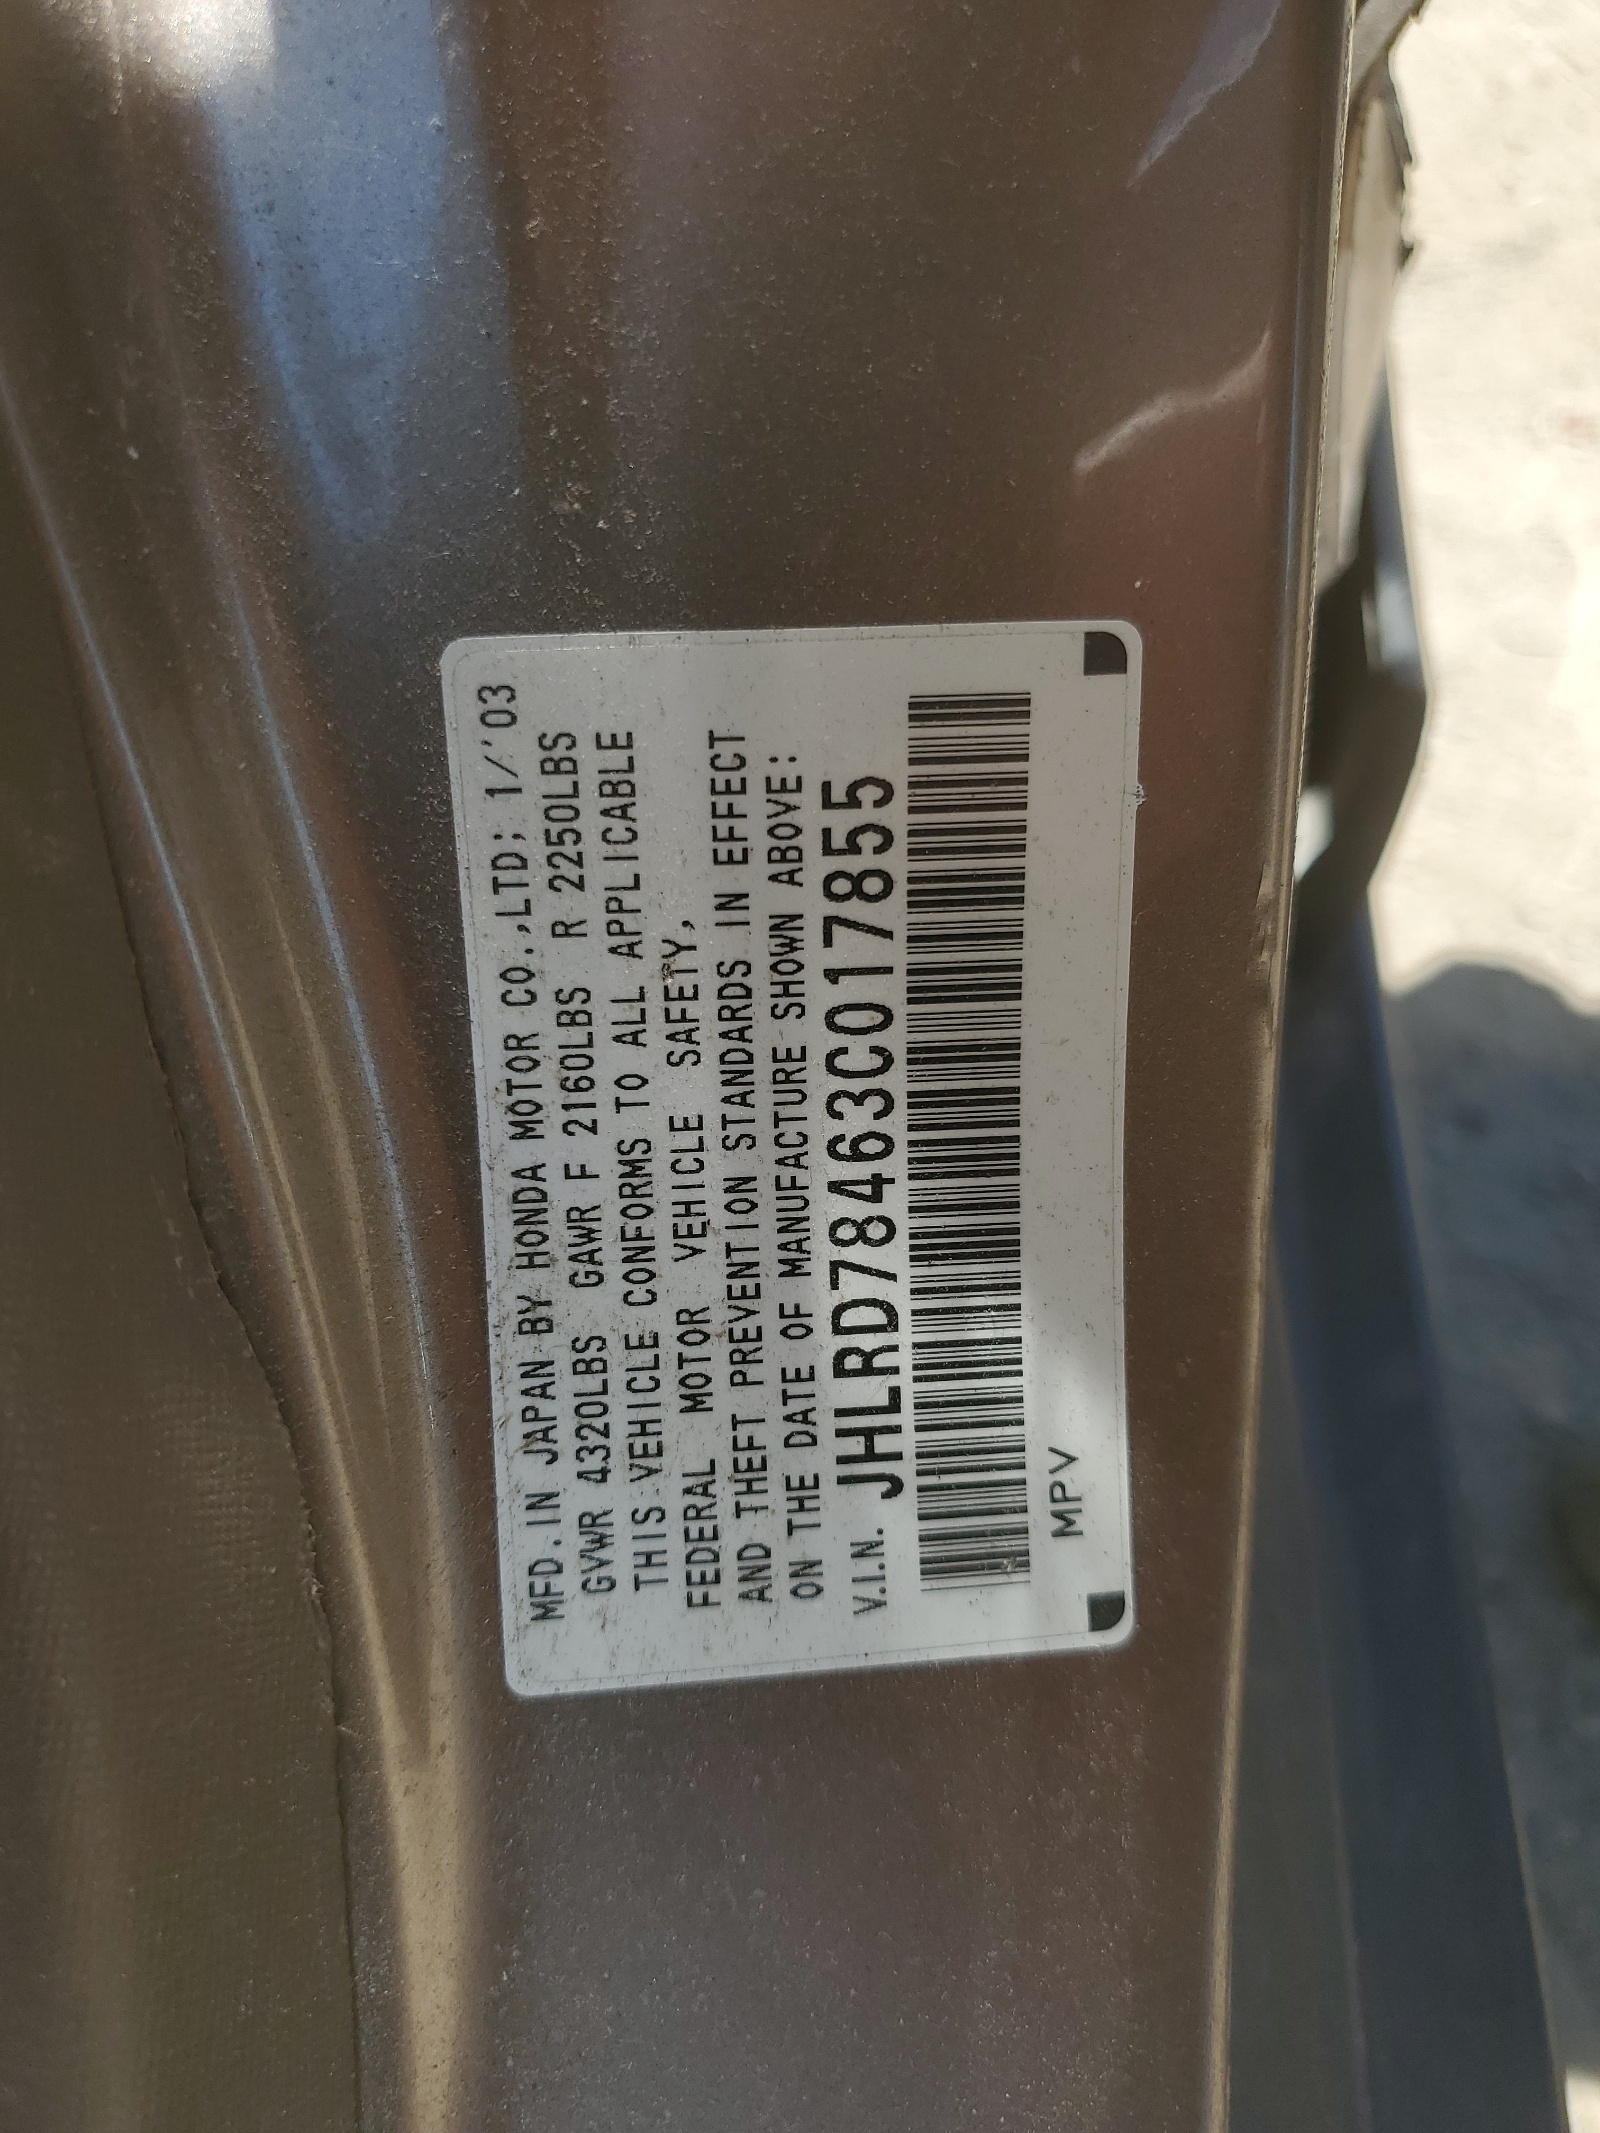 MFD.IN JAPAN BY HONDA MOTOR CO.,LTD; 1/'03
GVWR 4320LBS GAWR F 2160LBS R 2250LBS
THIS VEHICLE CONFORMS TO ALL APPLICABLE
FEDERAL MOTOR VEHICLE SAFETY,
AND THEFT PREVENTION STANDARDS IN EFFECT
ON THE DATE OF MANUFACTURE SHOWN ABOVE:
V.I.N. JHLRD78463C017855
MPV